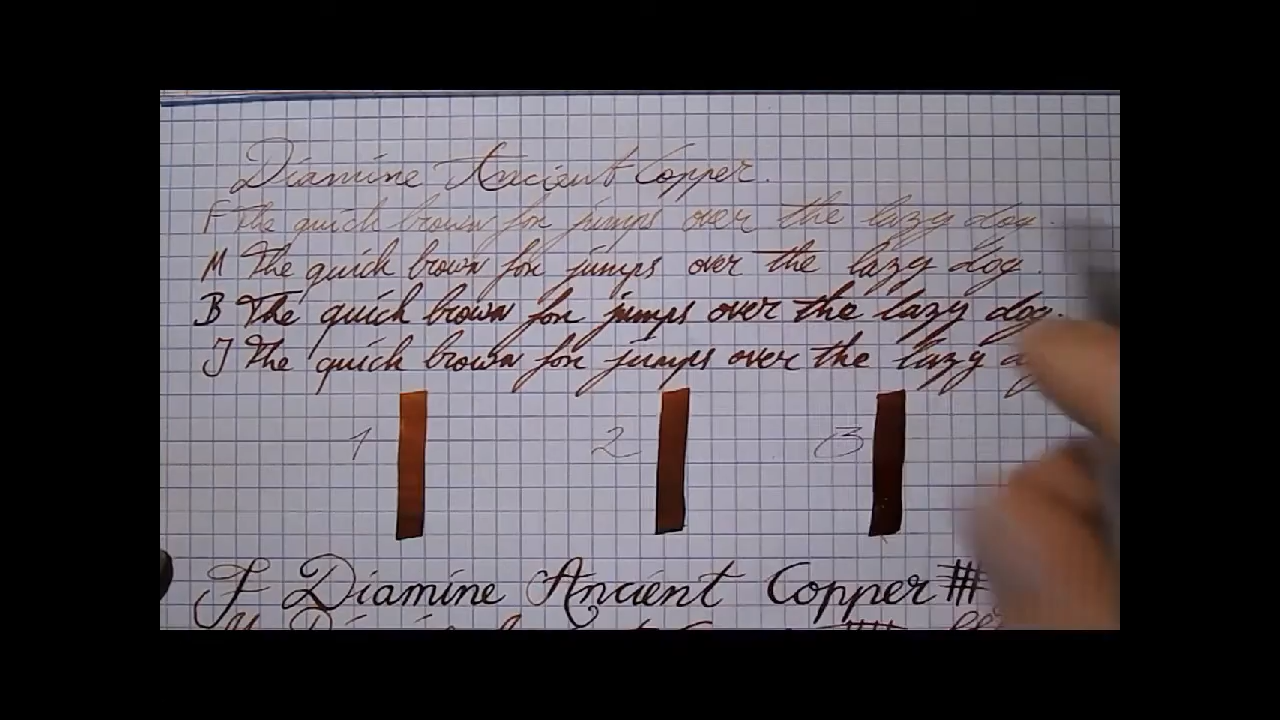 Diamine Ancient Copper.
F The quick brown fox jumps over the lazy dog.
M The quick brown fox jumps over the lazy dog.
B The quick brown fox jumps over the lazy dog.
J The quick brown fox jumps over the lazy
1 2 3
F Diamine Ancient Copper #